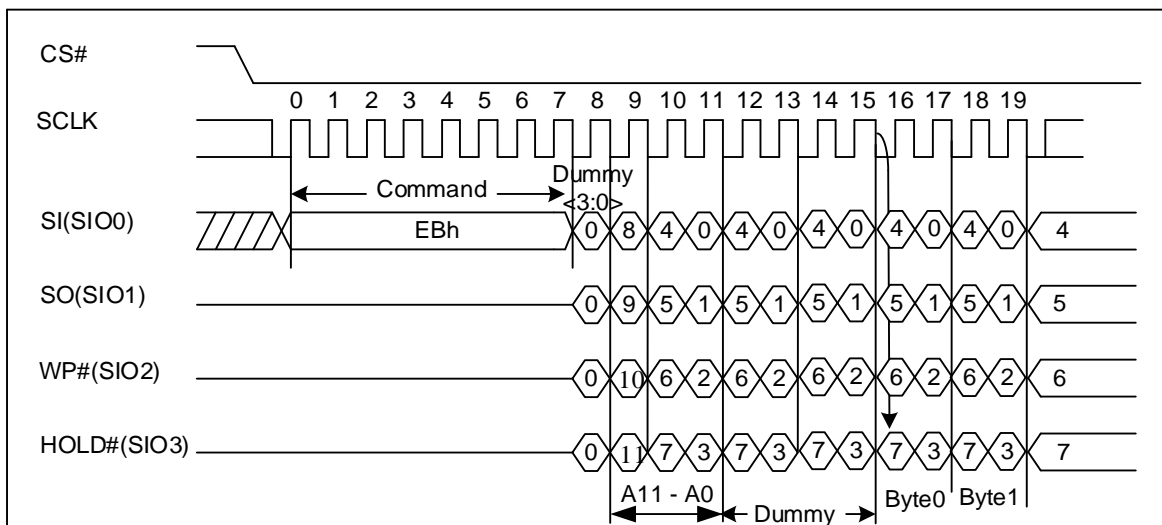 CS#
0 1 2 3 4 5 6 7 8 9 10 11 12 13 14 15 16 17 18 19
SCLK
Command
Dummy
<3:0>
SI(SIO0)
EBh
0 8 4 0 4 0 4 0 4 0 4 0 4
SO(SIO1)
0 9 5 1 5 1 5 1 5 1 5 1 5
WP#(SIO2)
0 10 6 2 6 2 6 2 6 2 6 2 6
HOLD#(SIO3)
0 11 7 3 7 3 7 3 7 3 7 3 7
A11 - A0
Dummy
Byte0
Byte1